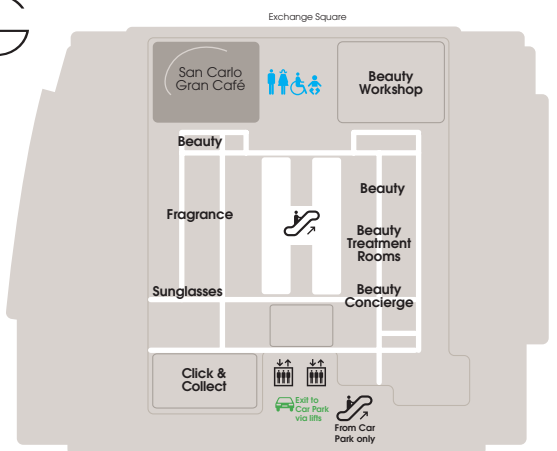 Exchange Square
San Carlo
Gran Café
Beauty
Workshop
Beauty
Beauty
Fragrance
Beauty
Treatment
Rooms
Sunglasses
Beauty
Concierge
Click &
Collect
Exit to
Car Park
via lifts
From Car
Park only